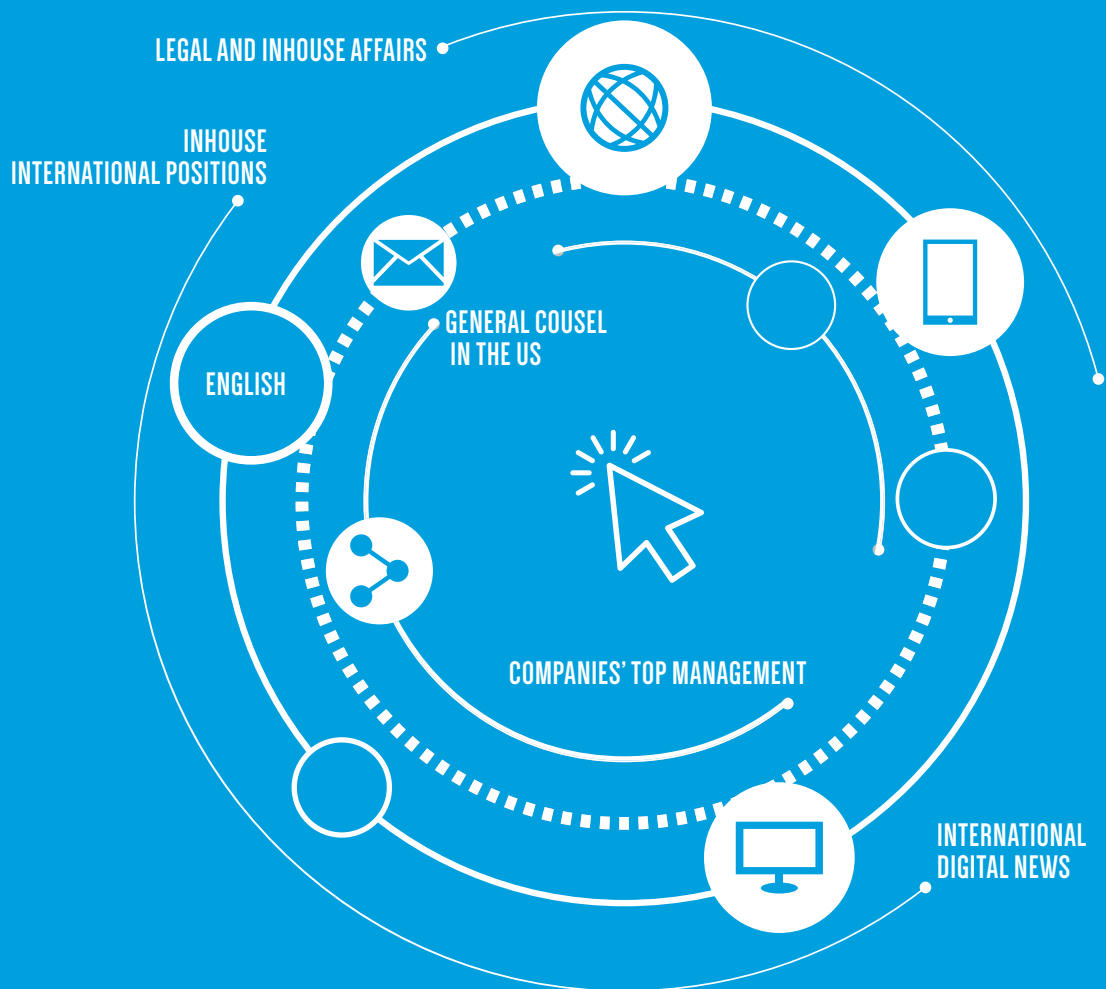 LEGAL AND INHOUSE AFFAIRS
INHOUSE
INTERNATIONAL POSITIONS
GENERAL COUSEL
IN THE US
ENGLISH
COMPANIES' TOP MANAGEMENT
INTERNATIONAL
DIGITAL NEWS